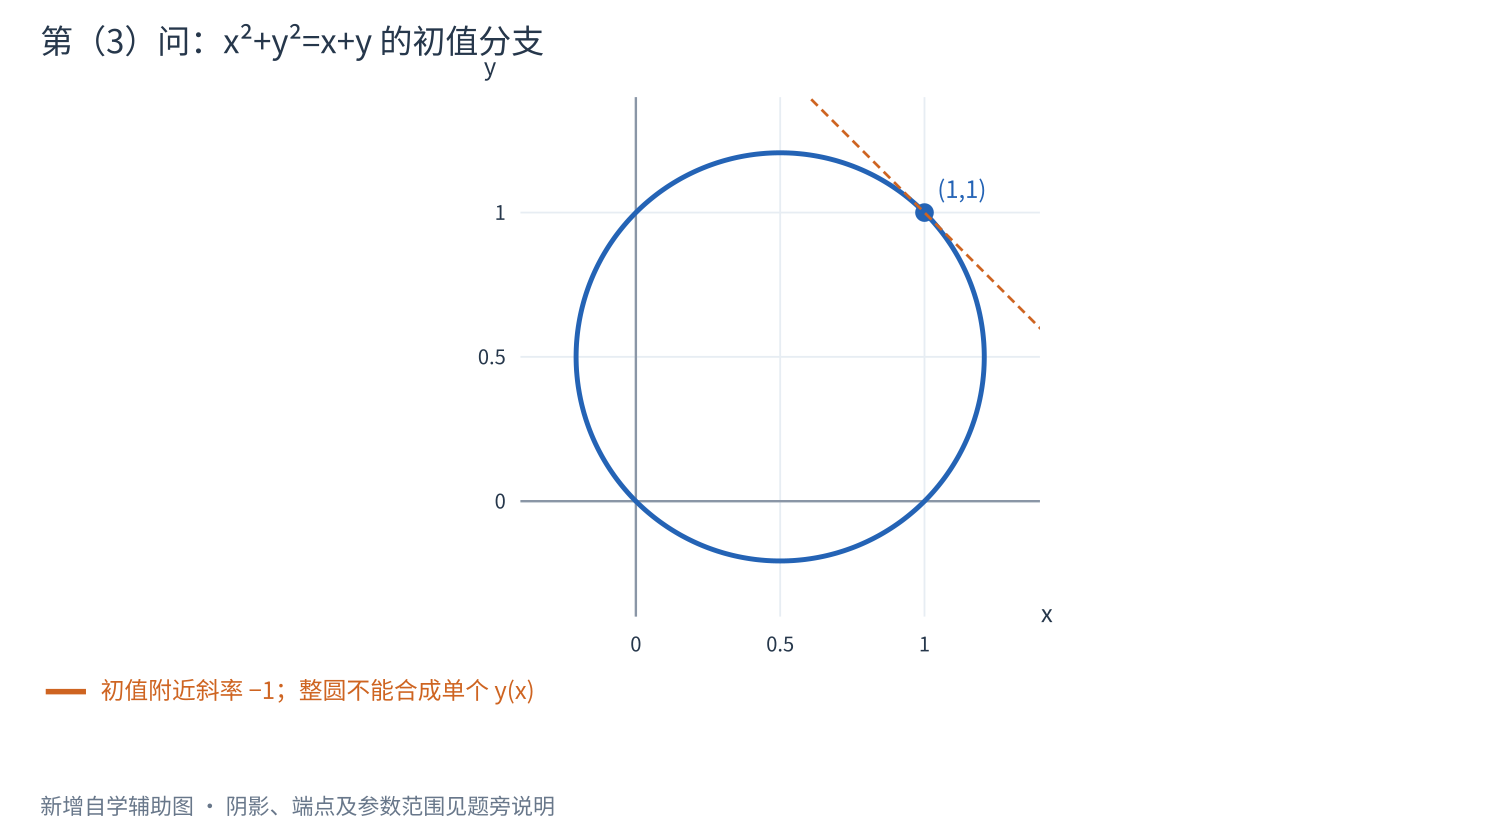 第（3）问：x²+y²=x+y 的初值分支
y
(1,1)
1
0.5
0
x
0 0.5 1
初值附近斜率 −1；整圆不能合成单个 y(x)
新增自学辅助图 · 阴影、端点及参数范围见题旁说明